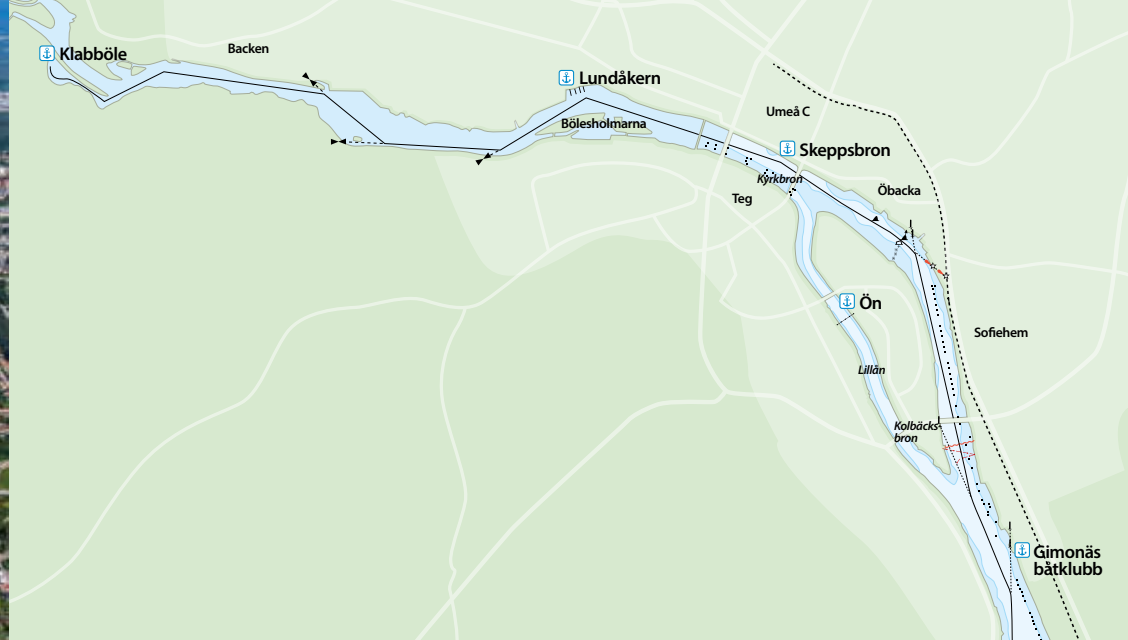 Backen
Klabböle
Lundåkern
Umeå C
Bölesholmarna
Skeppsbron
Kyrkbron
Öbacka
Teg
Ön
Sofiehem
Lillån
Kolbäcks-
bron
Gimonäs
båtklubb